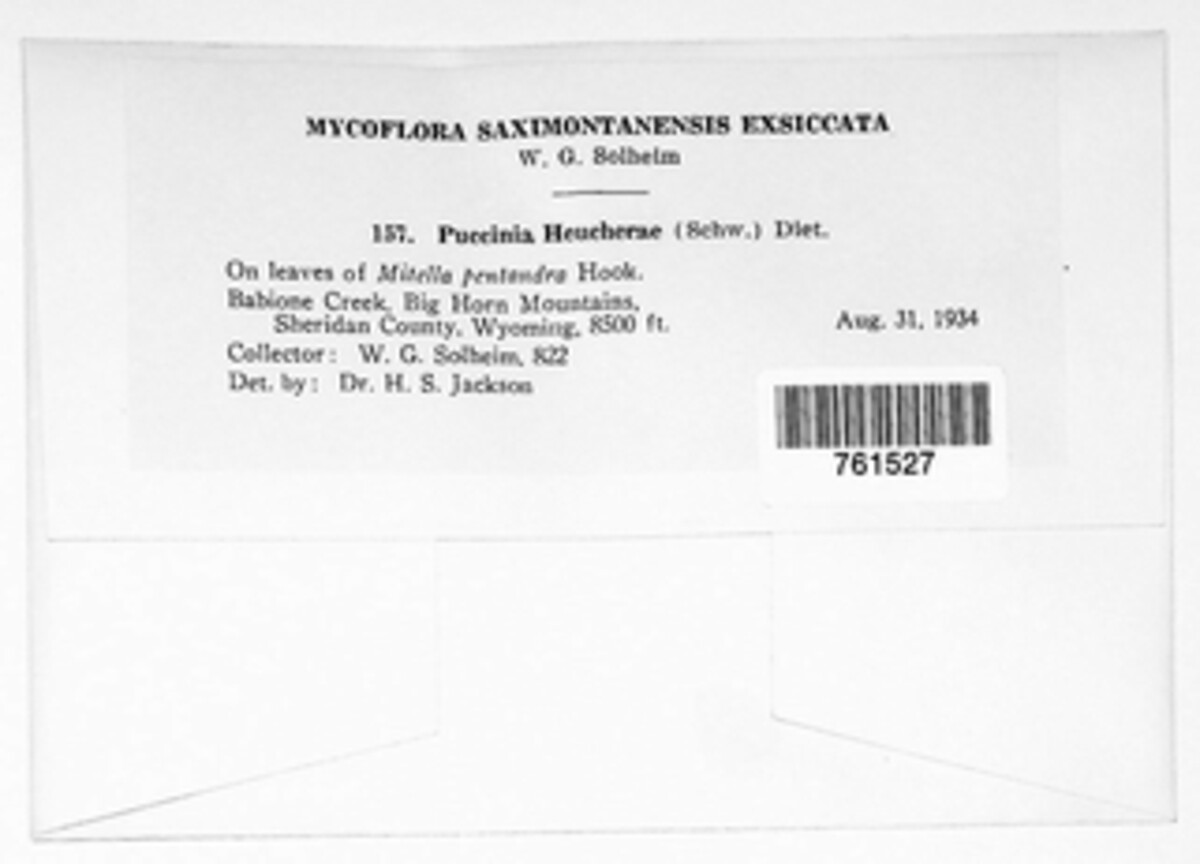 MYCOFLORA SAXIMONTANENSIS EXSICCATA
W. G. Solheim
157. Puccinia Heucherae (Schw.) Diet.
On leaves of Mitella pentandra Hook.
Babione Creek, Big Horn Mountains,
Sheridan County, Wyoming, 8500 ft.
Aug. 31, 1934
Collector: W. G. Solheim, 822
Det. by: Dr. H. S. Jackson
761527